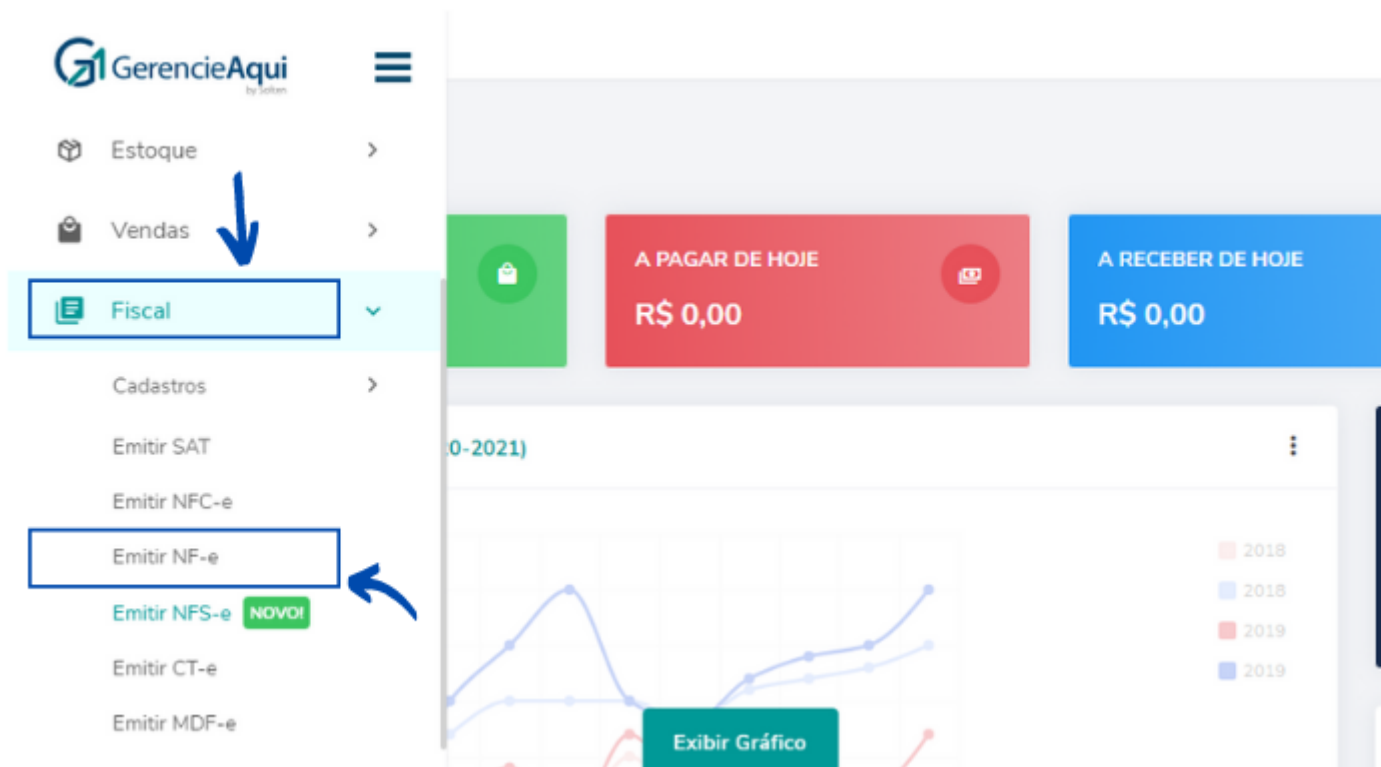 GerencieAqui
by Soften
Estoque
Vendas
Fiscal
Cadastros
Emitir SAT
Emitir NFC-e
Emitir NF-e
Emitir NFS-e NOVO!
Emitir CT-e
Emitir MDF-e
A PAGAR DE HOJE
R$ 0,00
A RECEBER DE HOJE
R$ 0,00
0-2021)
2018
2018
2019
2019
Exibir Gráfico